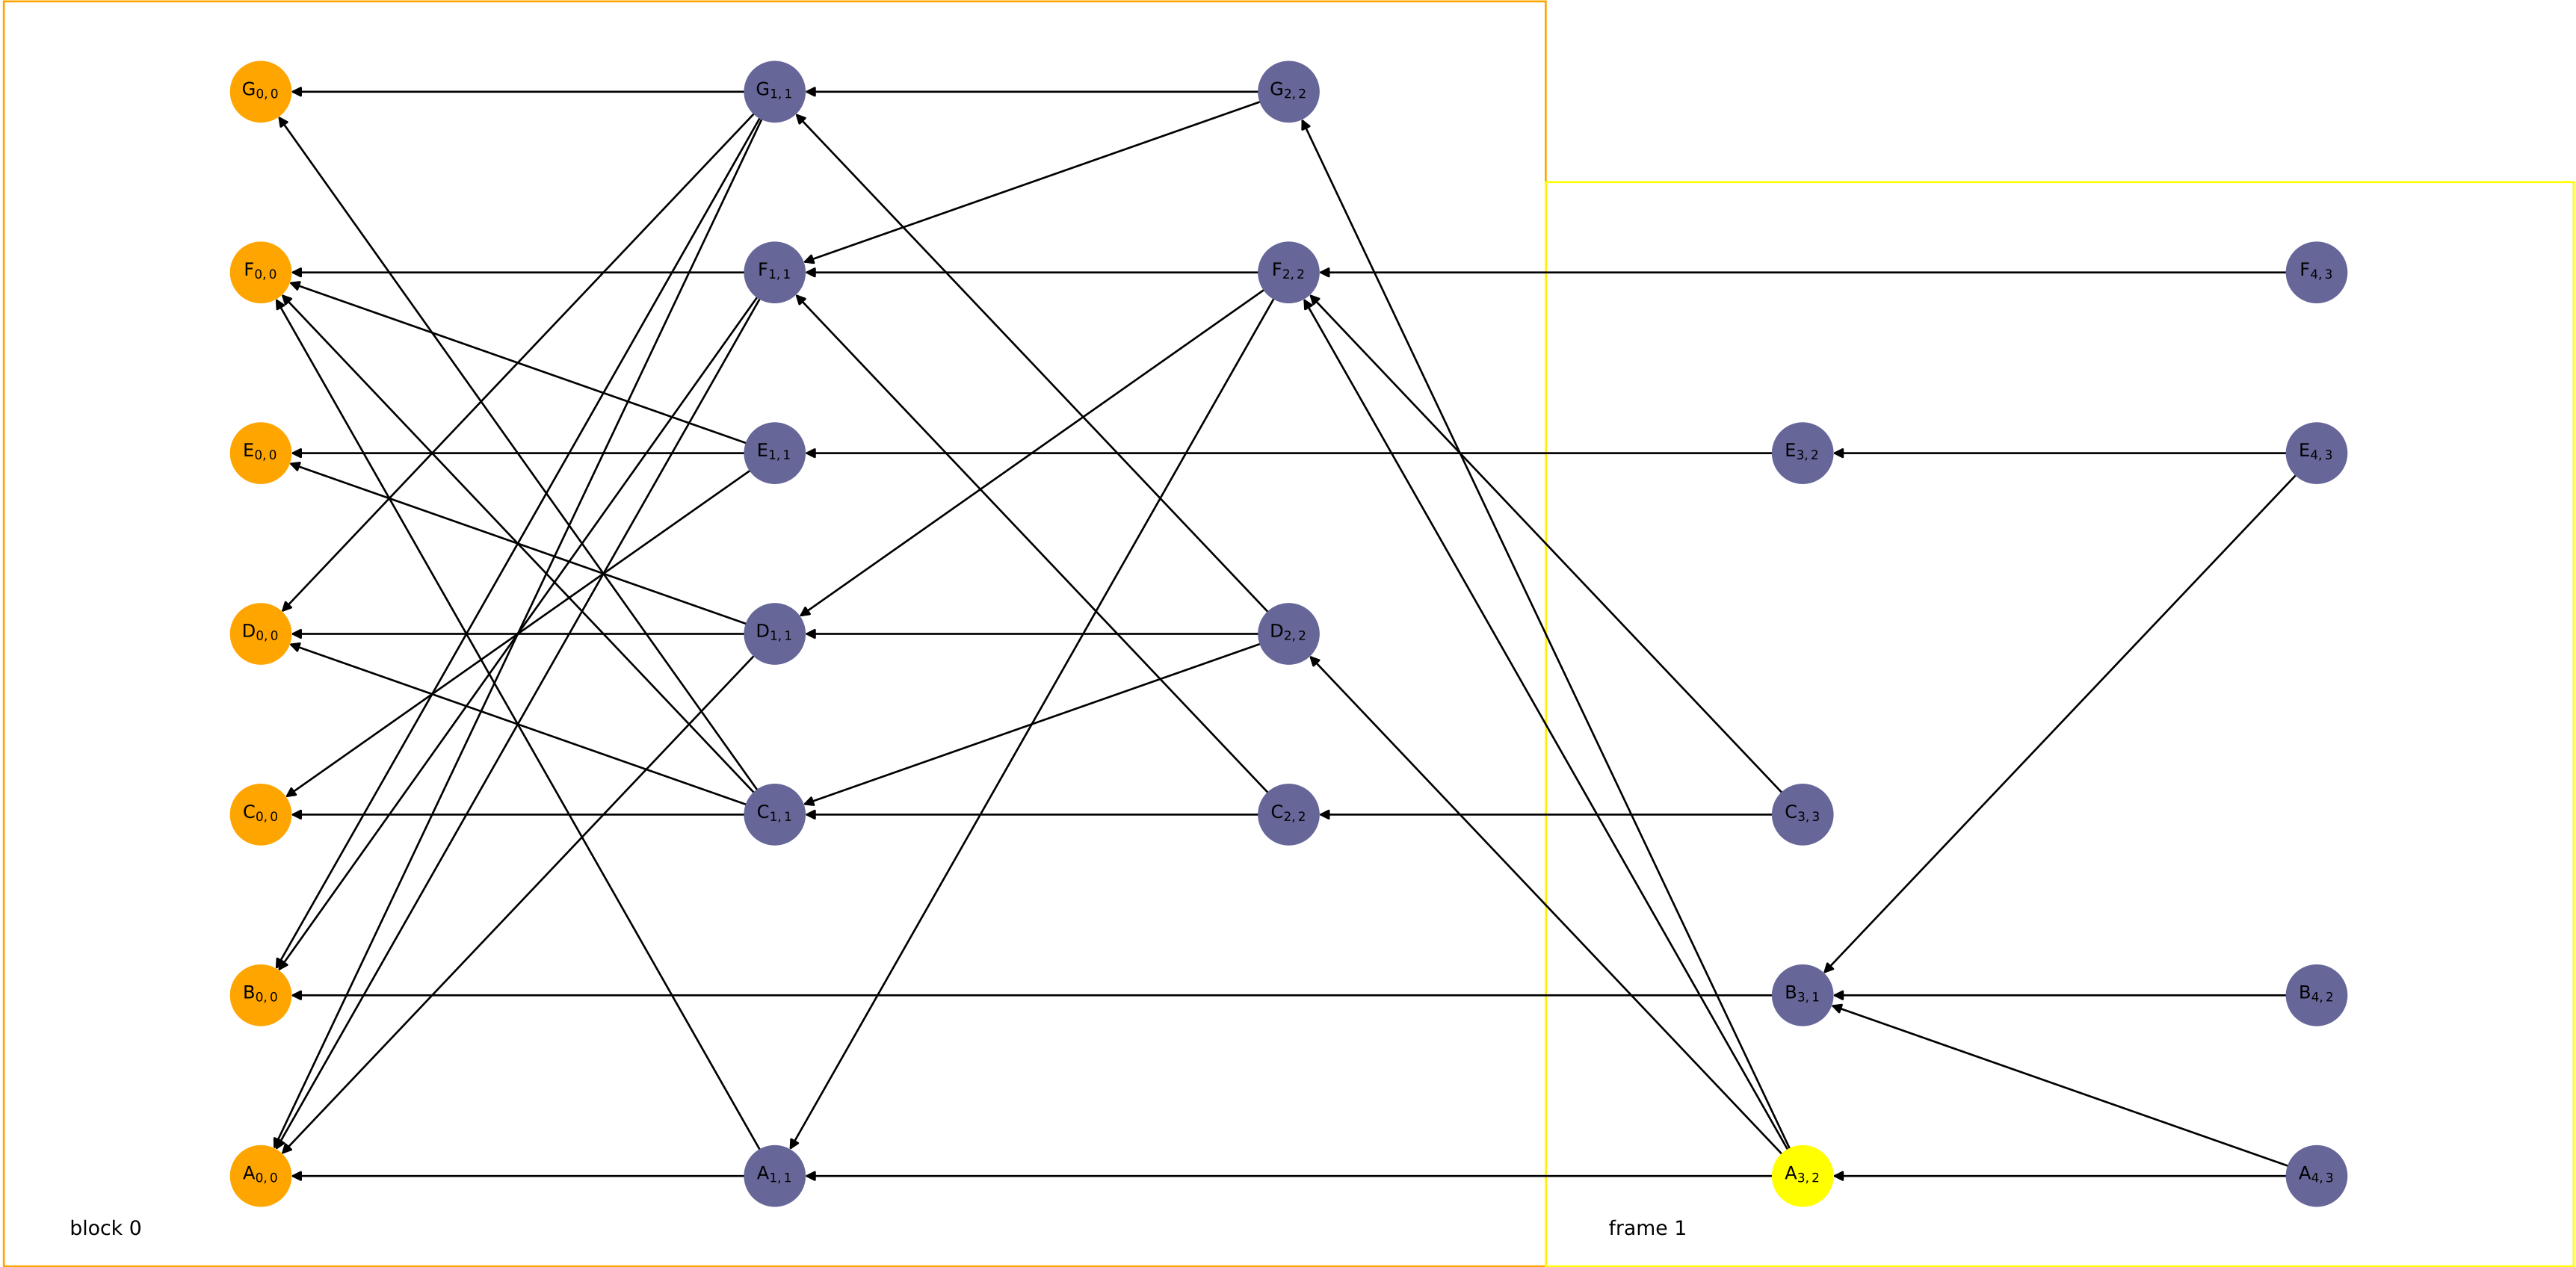 G0,0 G1,1 G2,2
F0,0 F1,1 F2,2 F4,3
E0,0 E1,1 E3,2 E4,3
D0,0 D1,1 D2,2
C0,0 C1,1 C2,2 C3,3
B0,0 B3,1 B4,2
A0,0 A1,1 A3,2 A4,3
block 0 frame 1